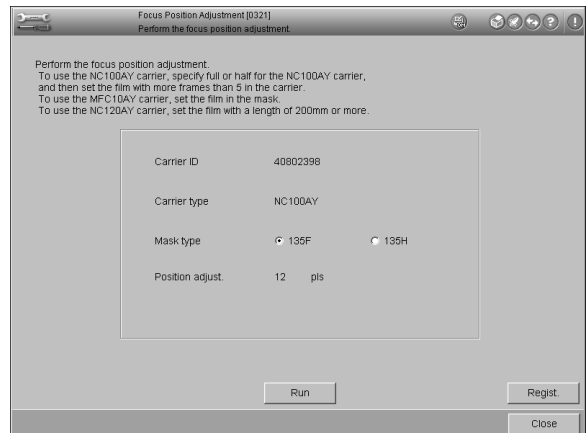 Focus Position Adjustment [0321]
Perform the focus position adjustment.
Perform the focus position adjustment.
To use the NC100AY carrier, specify full or half for the NC100AY carrier,
and then set the film with more frames than 5 in the carrier.
To use the MFC10AY carrier, set the film in the mask.
To use the NC120AY carrier, set the film with a length of 200mm or more.
Carrier ID 40802398
Carrier type NC100AY
Mask type 135F 135H
Position adjust. 12 pls
Run
Regist.
Close